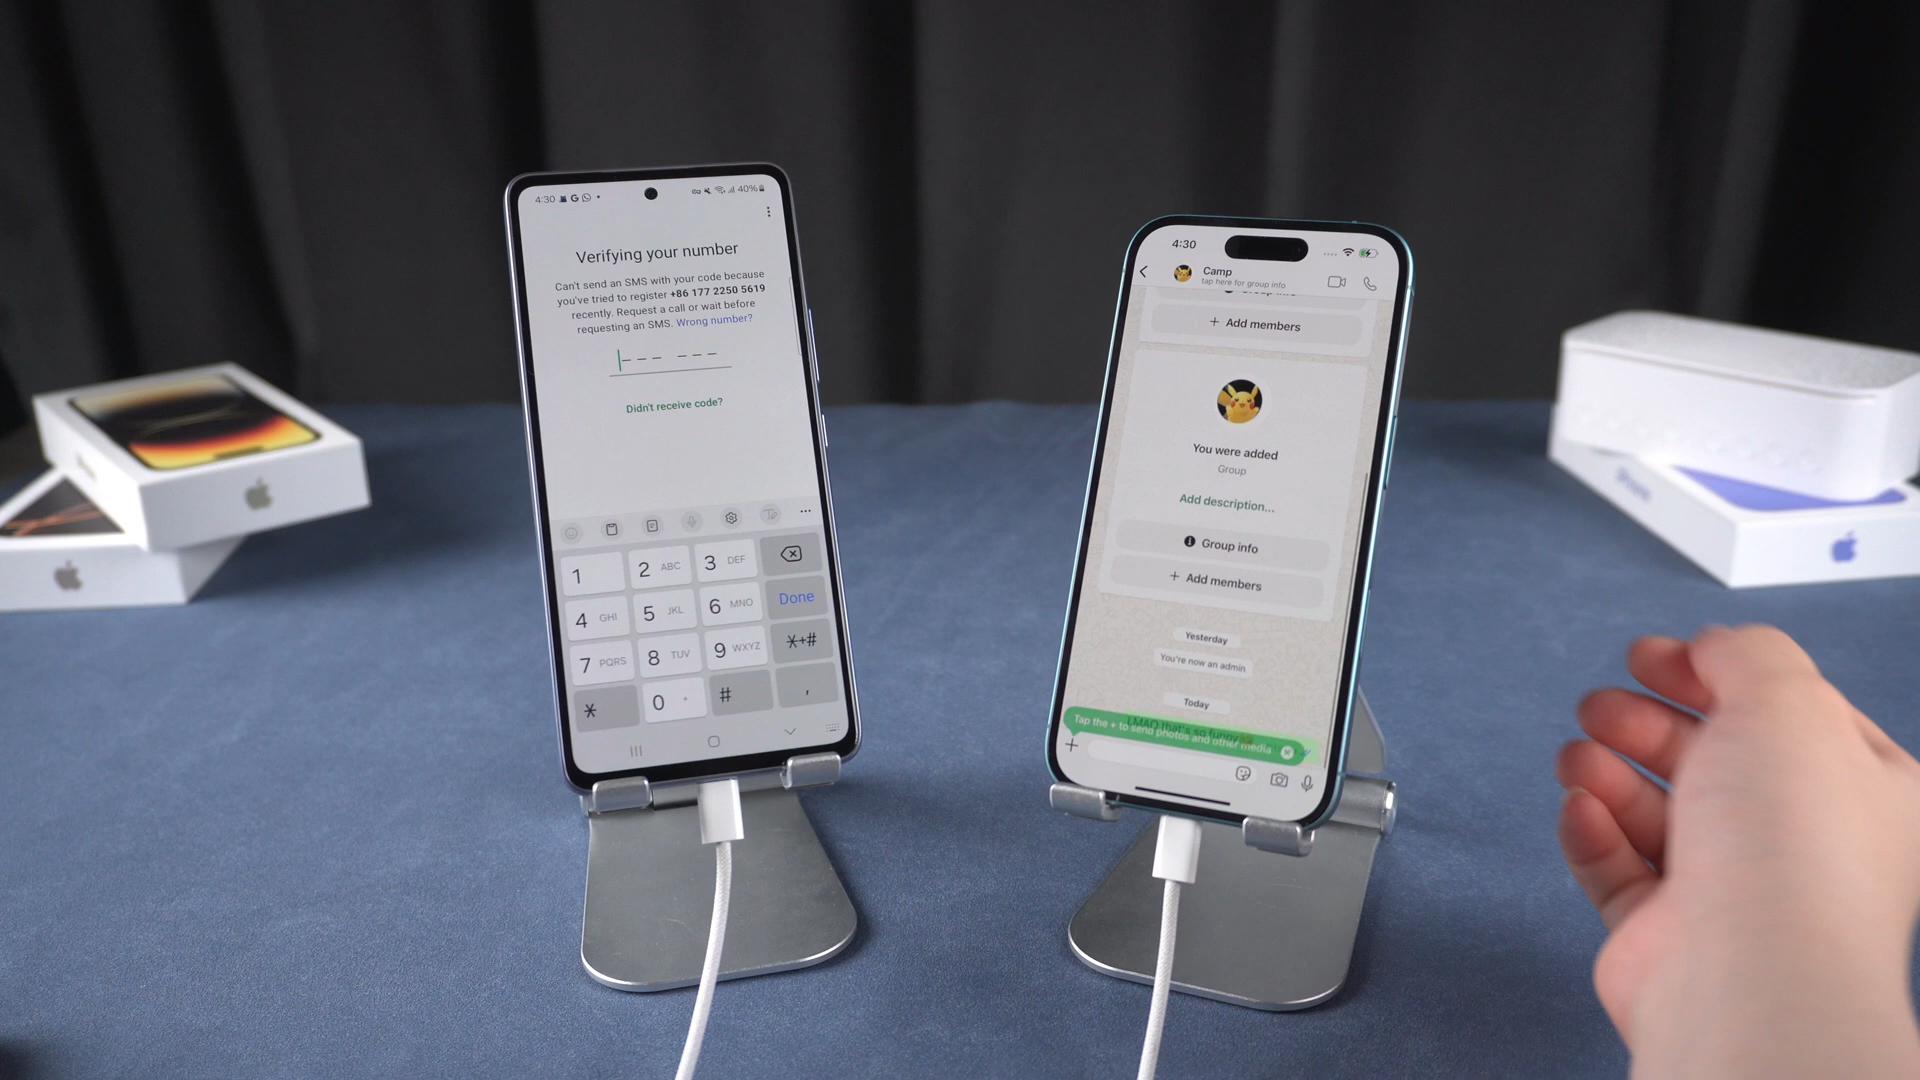 4:30
40%
Verifying your number
Can't send an SMS with your code because
you've tried to register +86 177 2250 5619
recently. Request a call or wait before
requesting an SMS. Wrong number?
Didn't receive code?
1
2 ABC
3 DEF
4 GHI
5 JKL
6 MNO
Done
7 PQRS
8 TUV
9 WXYZ
*+#
*
0 +
#
,
4:30
Camp
tap here for group info
+ Add members
You were added
Group
Add description...
Group info
+ Add members
Yesterday
You're now an admin
Today
LMAO that's so funny
Tap the + to send photos and other media